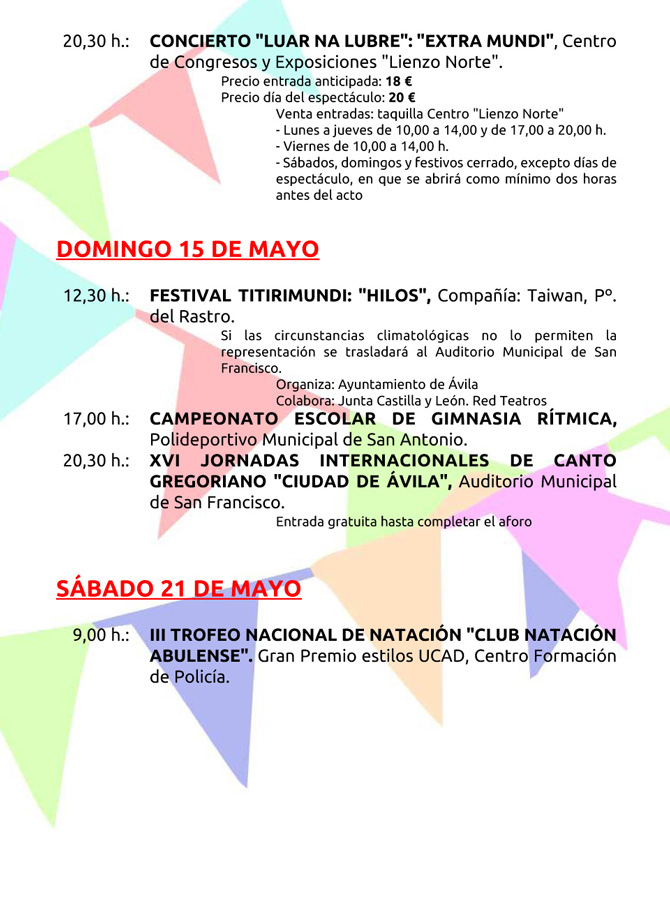 20,30 h.: CONCIERTO "LUAR NA LUBRE": "EXTRA MUNDI", Centro
de Congresos y Exposiciones "Lienzo Norte".
Precio entrada anticipada: 18 €
Precio día del espectáculo: 20 €
Venta entradas: taquilla Centro "Lienzo Norte"
- Lunes a jueves de 10,00 a 14,00 y de 17,00 a 20,00 h.
- Viernes de 10,00 a 14,00 h.
- Sábados, domingos y festivos cerrado, excepto días de
espectáculo, en que se abrirá como mínimo dos horas
antes del acto
DOMINGO 15 DE MAYO
12,30 h.: FESTIVAL TITIRIMUNDI: "HILOS", Compañía: Taiwan, Pº.
del Rastro.
Si las circunstancias climatológicas no lo permiten la
representación se trasladará al Auditorio Municipal de San
Francisco.
Organiza: Ayuntamiento de Ávila
Colabora: Junta Castilla y León. Red Teatros
17,00 h.: CAMPEONATO ESCOLAR DE GIMNASIA RÍTMICA,
Polideportivo Municipal de San Antonio.
20,30 h.: XVI JORNADAS INTERNACIONALES DE CANTO
GREGORIANO "CIUDAD DE ÁVILA", Auditorio Municipal
de San Francisco.
Entrada gratuita hasta completar el aforo
SÁBADO 21 DE MAYO
9,00 h.: III TROFEO NACIONAL DE NATACIÓN "CLUB NATACIÓN
ABULENSE". Gran Premio estilos UCAD, Centro Formación
de Policía.